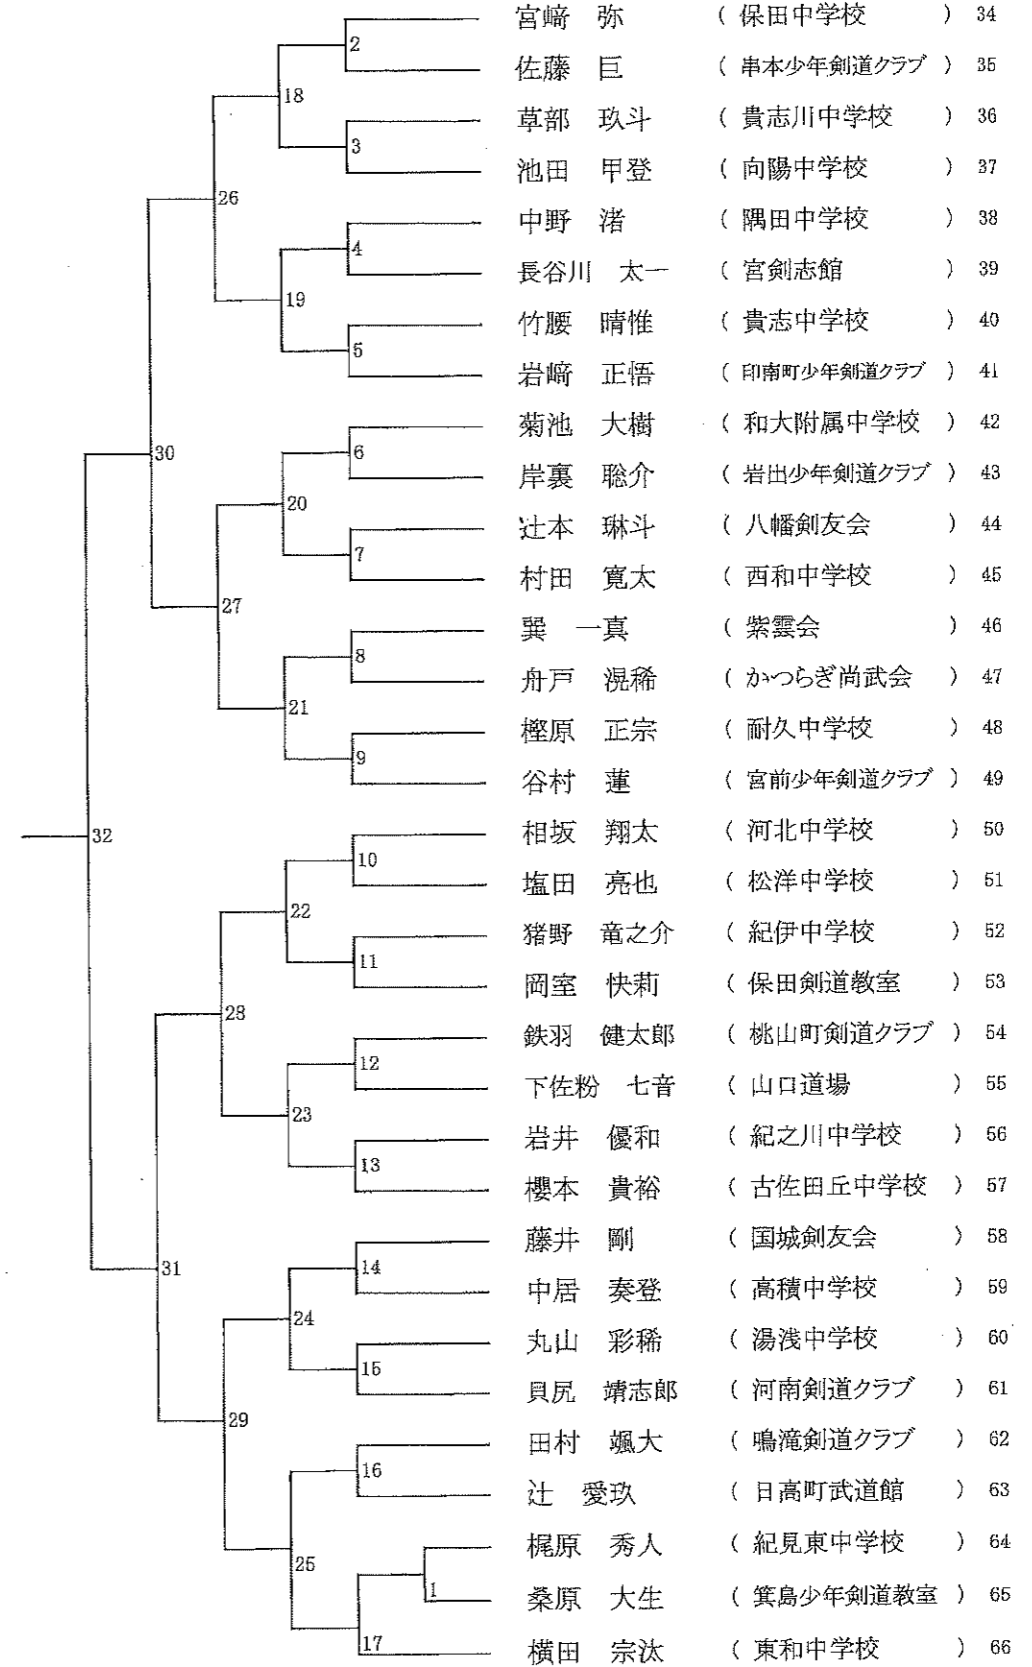 宮﨑 弥 ( 保田中学校 ) 34
2
佐藤 巨 ( 串本少年剣道クラブ ) 35
18
草部 玖斗 ( 貴志川中学校 ) 36
3
池田 甲登 ( 向陽中学校 ) 37
26
中野 渚 ( 隅田中学校 ) 38
4
長谷川 太一 ( 宮剣志館 ) 39
19
竹腰 晴惟 ( 貴志中学校 ) 40
5
岩﨑 正悟 ( 印南町少年剣道クラブ ) 41
菊池 大樹 ( 和大附属中学校 ) 42
30
6
岸裏 聡介 ( 岩出少年剣道クラブ ) 43
20
辻本 琳斗 ( 八幡剣友会 ) 44
7
村田 寛太 ( 西和中学校 ) 45
27
巽 一真 ( 紫雲会 ) 46
8
舟戸 滉稀 ( かつらぎ尚武会 ) 47
21
樫原 正宗 ( 耐久中学校 ) 48
9
谷村 蓮 ( 宮前少年剣道クラブ ) 49
32
相坂 翔太 ( 河北中学校 ) 50
10
塩田 亮也 ( 松洋中学校 ) 51
22
猪野 竜之介 ( 紀伊中学校 ) 52
11
岡室 快莉 ( 保田剣道教室 ) 53
28
鉄羽 健太郎 ( 桃山町剣道クラブ ) 54
12
下佐粉 七音 ( 山口道場 ) 55
23
岩井 優和 ( 紀之川中学校 ) 56
13
櫻本 貴裕 ( 古佐田丘中学校 ) 57
藤井 剛 ( 国城剣友会 ) 58
31
14
中居 奏登 ( 高積中学校 ) 59
24
丸山 彩稀 ( 湯浅中学校 ) 60
15
貝尻 靖志郎 ( 河南剣道クラブ ) 61
29
田村 颯大 ( 鳴滝剣道クラブ ) 62
16
辻 愛玖 ( 日高町武道館 ) 63
梶原 秀人 ( 紀見東中学校 ) 64
25
1
桑原 大生 ( 箕島少年剣道教室 ) 65
17
横田 宗汰 ( 東和中学校 ) 66